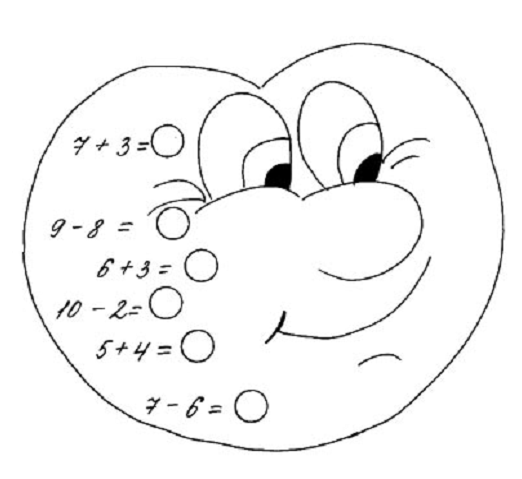 7 + 3 =
9 - 8 =
6 + 3 =
10 - 2 =
5 + 4 =
7 - 6 =